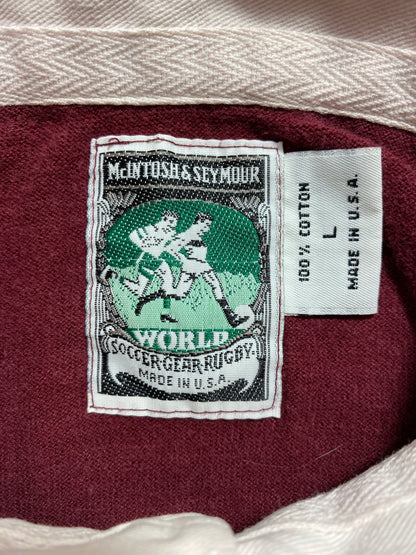 McINTOSH & SEYMOUR
WORLD
SOCCER·GEAR·RUGBY
MADE IN U.S.A
100% COTTON
L
MADE IN U.S.A.